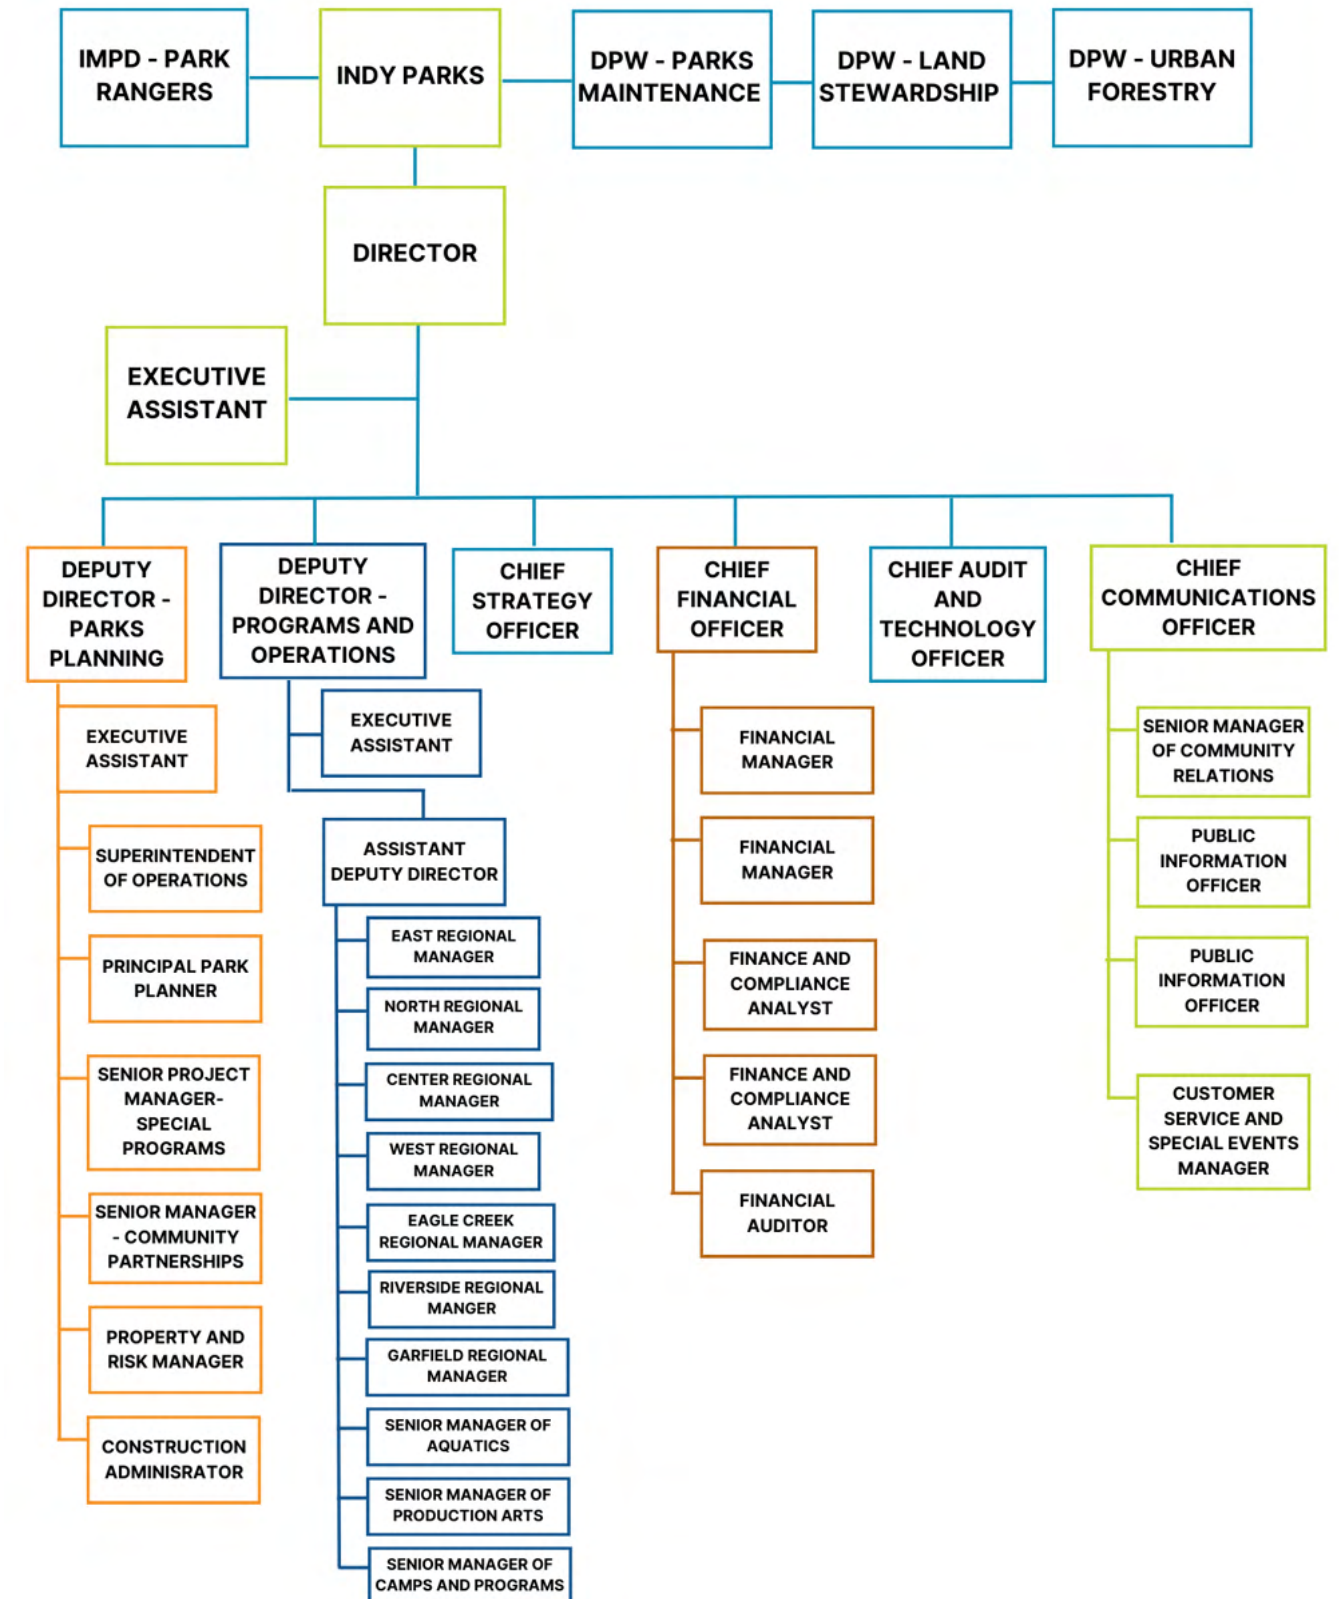 IMPD - PARK
RANGERS
INDY PARKS
DPW - PARKS
MAINTENANCE
DPW - LAND
STEWARDSHIP
DPW - URBAN
FORESTRY
DIRECTOR
EXECUTIVE
ASSISTANT
DEPUTY
DIRECTOR -
PARKS
PLANNING
EXECUTIVE
ASSISTANT
SUPERINTENDENT
OF OPERATIONS
PRINCIPAL PARK
PLANNER
SENIOR PROJECT
MANAGER-
SPECIAL
PROGRAMS
SENIOR MANAGER
- COMMUNITY
PARTNERSHIPS
PROPERTY AND
RISK MANAGER
CONSTRUCTION
ADMINISRATOR
DEPUTY
DIRECTOR -
PROGRAMS AND
OPERATIONS
EXECUTIVE
ASSISTANT
ASSISTANT
DEPUTY DIRECTOR
EAST REGIONAL
MANAGER
NORTH REGIONAL
MANAGER
CENTER REGIONAL
MANAGER
WEST REGIONAL
MANAGER
EAGLE CREEK
REGIONAL MANAGER
RIVERSIDE REGIONAL
MANGER
GARFIELD REGIONAL
MANAGER
SENIOR MANAGER OF
AQUATICS
SENIOR MANAGER OF
PRODUCTION ARTS
SENIOR MANAGER OF
CAMPS AND PROGRAMS
CHIEF
STRATEGY
OFFICER
CHIEF
FINANCIAL
OFFICER
FINANCIAL
MANAGER
FINANCIAL
MANAGER
FINANCE AND
COMPLIANCE
ANALYST
FINANCE AND
COMPLIANCE
ANALYST
FINANCIAL
AUDITOR
CHIEF AUDIT
AND
TECHNOLOGY
OFFICER
CHIEF
COMMUNICATIONS
OFFICER
SENIOR MANAGER
OF COMMUNITY
RELATIONS
PUBLIC
INFORMATION
OFFICER
PUBLIC
INFORMATION
OFFICER
CUSTOMER
SERVICE AND
SPECIAL EVENTS
MANAGER